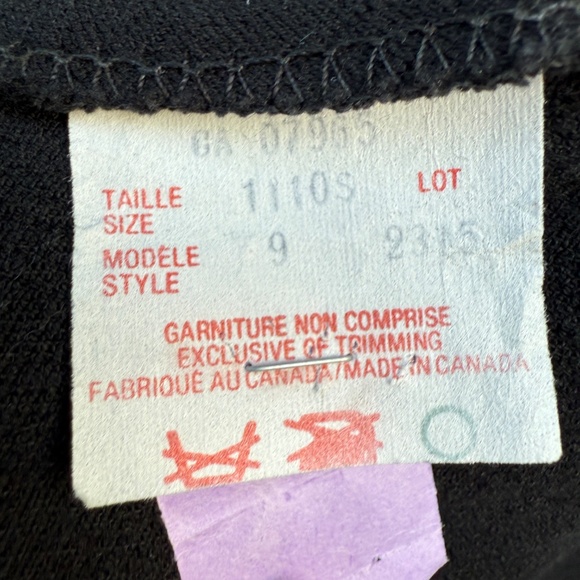 CA 07965
TAILLE
SIZE 1110S LOT
MODÈLE
STYLE 9 2315
GARNITURE NON COMPRISE
EXCLUSIVE OF TRIMMING
FABRIQUÉ AU CANADA/MADE IN CANADA